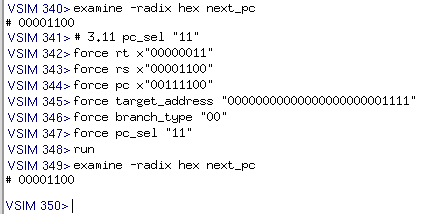 VSIM 340> examine -radix hex next_pc
# 00001100
VSIM 341> # 3.11 pc_sel "11"
VSIM 342> force rt x"00000011"
VSIM 343> force rs x"00001100"
VSIM 344> force pc x"00111100"
VSIM 345> force target_address "00000000000000000000001111"
VSIM 346> force branch_type "00"
VSIM 347> force pc_sel "11"
VSIM 348> run
VSIM 349> examine -radix hex next_pc
# 00001100
VSIM 350>